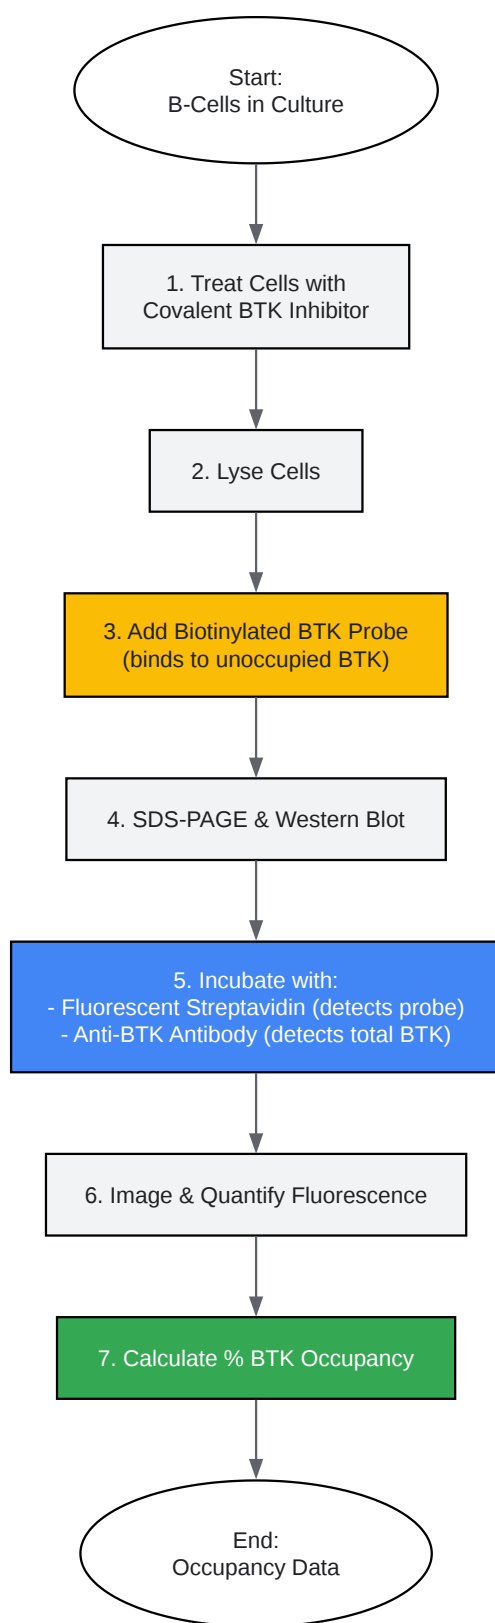 Start:
B-Cells in Culture
1. Treat Cells with
Covalent BTK Inhibitor
2. Lyse Cells
3. Add Biotinylated BTK Probe
(binds to unoccupied BTK)
4. SDS-PAGE & Western Blot
5. Incubate with:
- Fluorescent Streptavidin (detects probe)
- Anti-BTK Antibody (detects total BTK)
6. Image & Quantify Fluorescence
7. Calculate % BTK Occupancy
End:
Occupancy Data